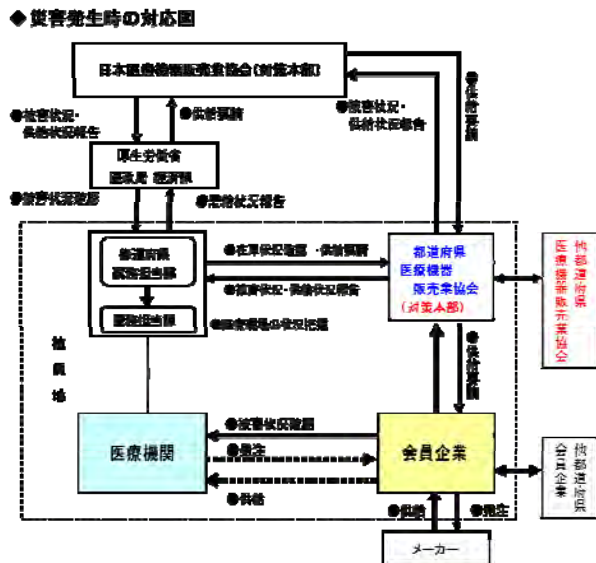 ◆災害発生時の対応図
日本医療機器販売業協会(対策本部)
●被害状況・
供給状況報告
●供給要請
●被害状況・
供給状況報告
●供給要請
厚生労働省
医政局 経済課
●被害状況確認
●供給状況報告
都道府県
薬務担当部
●在庫状況確認・供給要請
●被害状況・供給状況報告
都道府県
医療機器
販売業協会
(対策本部)
他都道府県
医療機器販売業協会
薬務担当課
●医療機関の状況把握
被災地
●供給要請
医療機関
●被害状況確認
●発注
●供給
会員企業
他都道府県
会員企業
●供給
●発注
メーカー